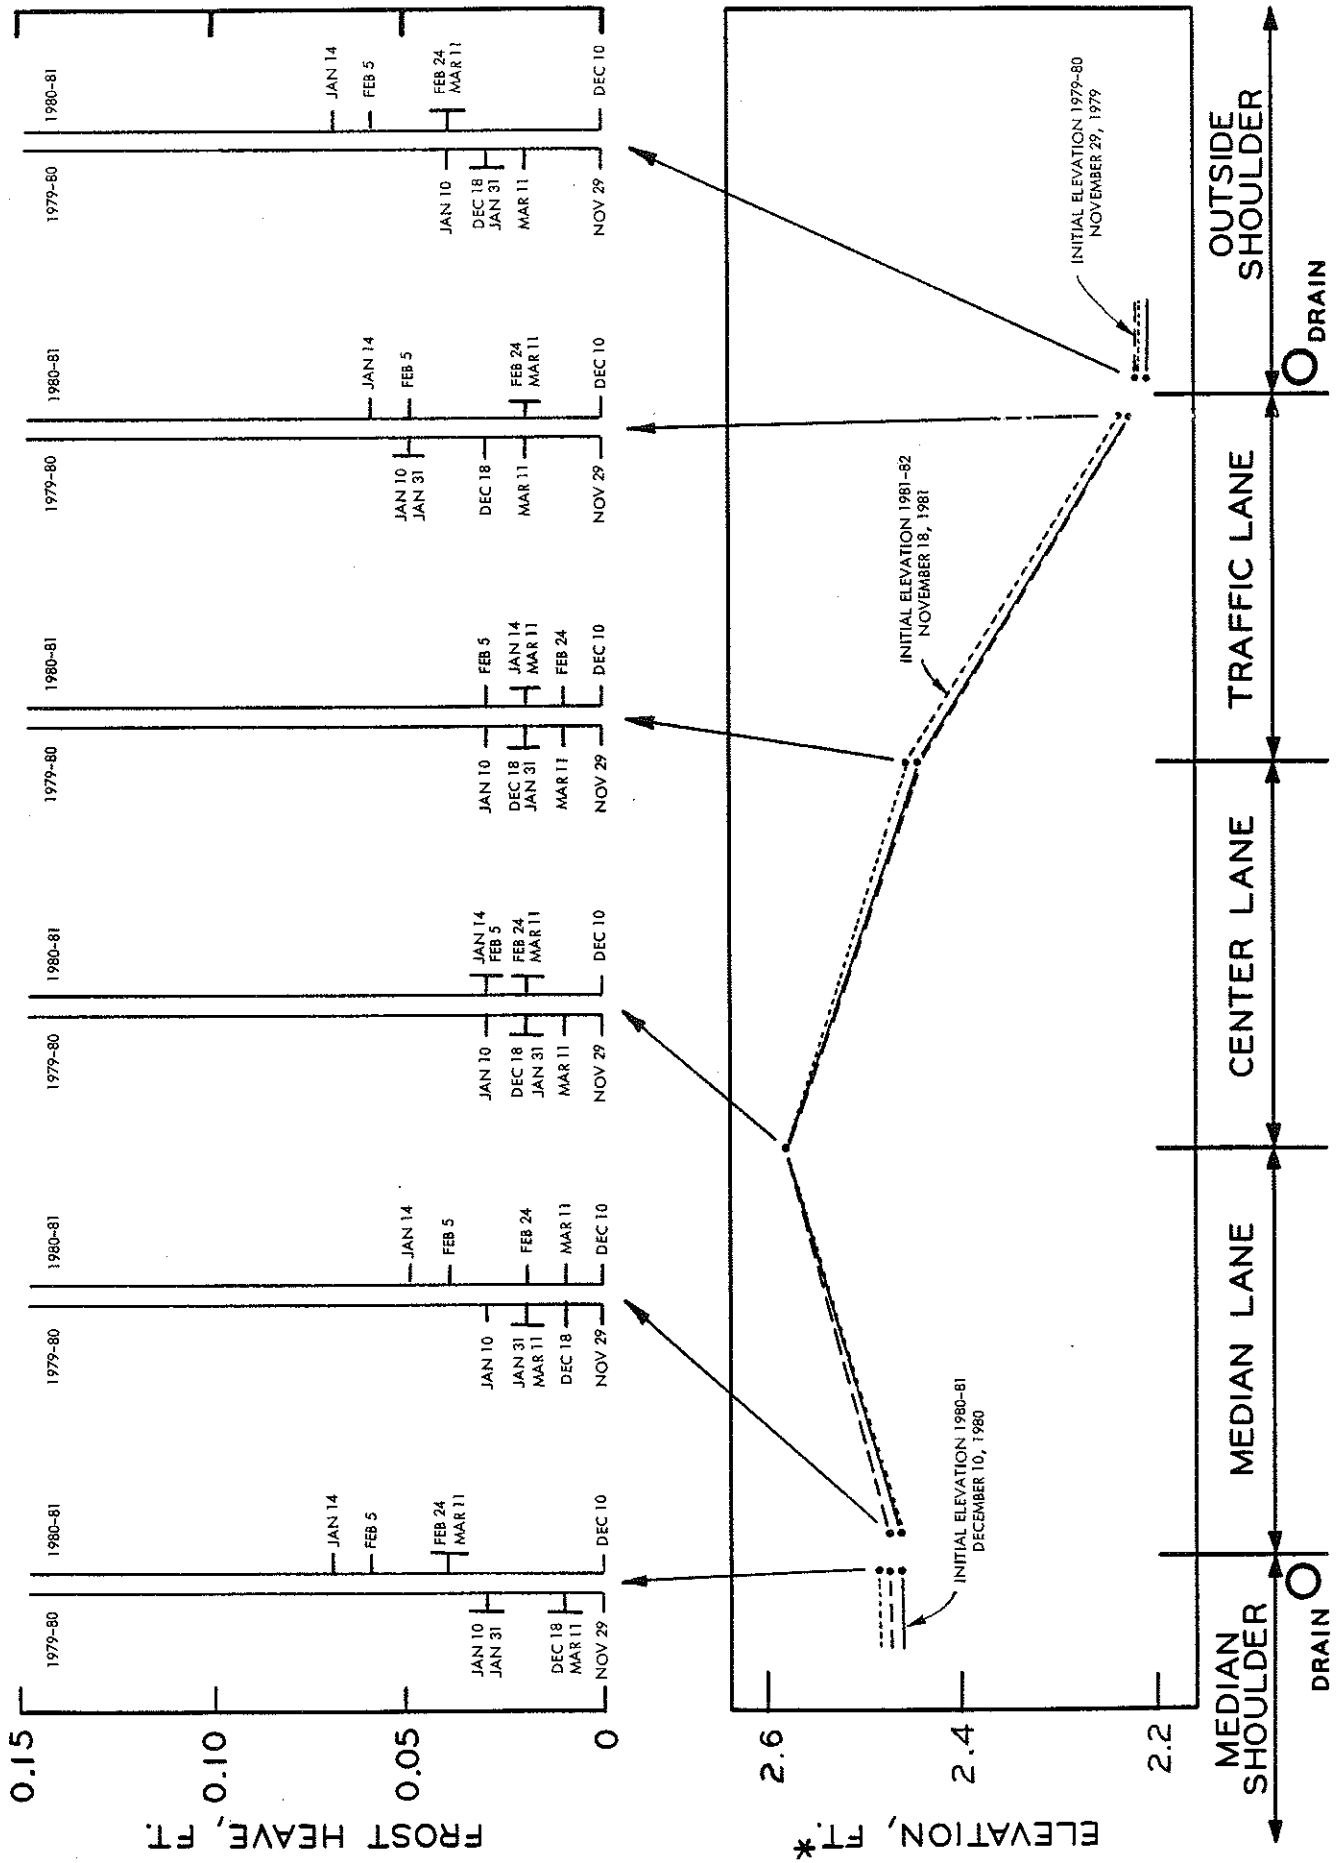 FROST HEAVE, FT.
0.15
0.10
0.05
0
1979-80
JAN 10
JAN 31
DEC 18
MAR 11
NOV 29
1980-81
JAN 14
FEB 5
FEB 24
MAR 11
DEC 10
1979-80
JAN 10
JAN 31
MAR 11
DEC 18
NOV 29
1980-81
JAN 14
FEB 5
FEB 24
MAR 11
DEC 10
1979-80
JAN 10
DEC 18
JAN 31
MAR 11
NOV 29
1980-81
JAN 14
FEB 5
FEB 24
MAR 11
DEC 10
1979-80
JAN 10
DEC 18
JAN 31
MAR 11
NOV 29
1980-81
FEB 5
JAN 14
MAR 11
FEB 24
DEC 10
1979-80
JAN 10
JAN 31
DEC 18
MAR 11
NOV 29
1980-81
JAN 14
FEB 5
FEB 24
MAR 11
DEC 10
1979-80
JAN 10
DEC 18
JAN 31
MAR 11
NOV 29
1980-81
JAN 14
FEB 5
FEB 24
MAR 11
DEC 10
ELEVATION, FT.*
2.6
2.4
2.2
INITIAL ELEVATION 1980-81
DECEMBER 10, 1980
INITIAL ELEVATION 1981-82
NOVEMBER 18, 1981
INITIAL ELEVATION 1979-80
NOVEMBER 29, 1979
MEDIAN
SHOULDER
MEDIAN LANE
CENTER LANE
TRAFFIC LANE
OUTSIDE
SHOULDER
DRAIN
DRAIN